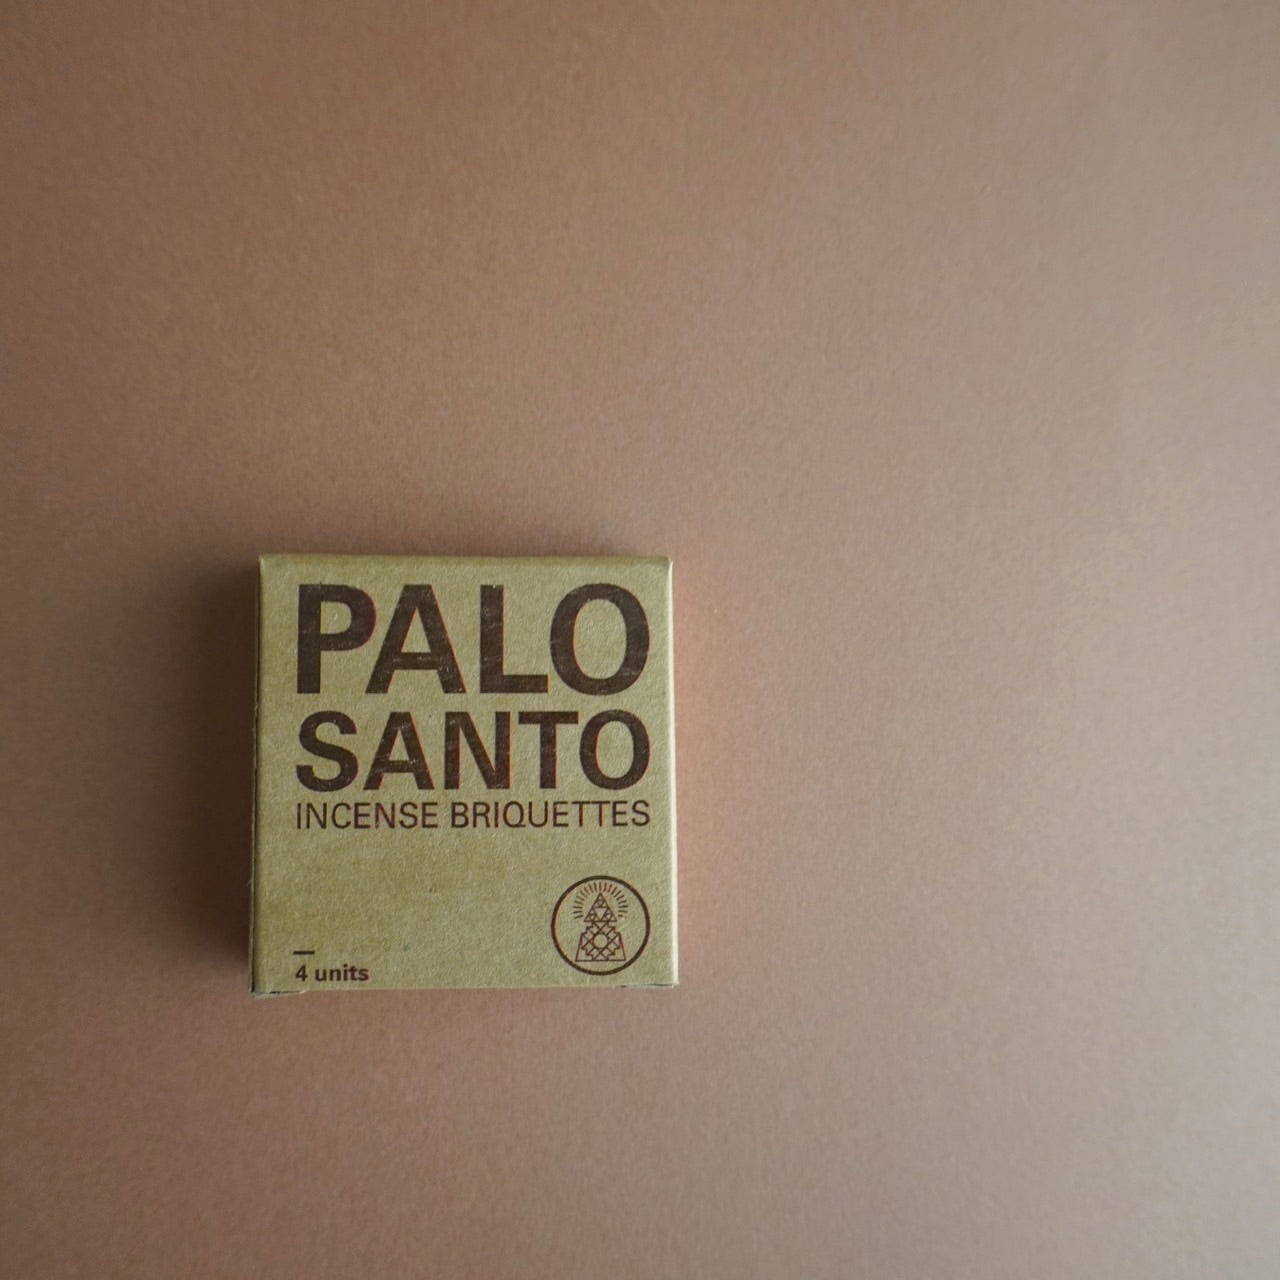 PALO
SANTO
INCENSE BRIQUETTES
4 units